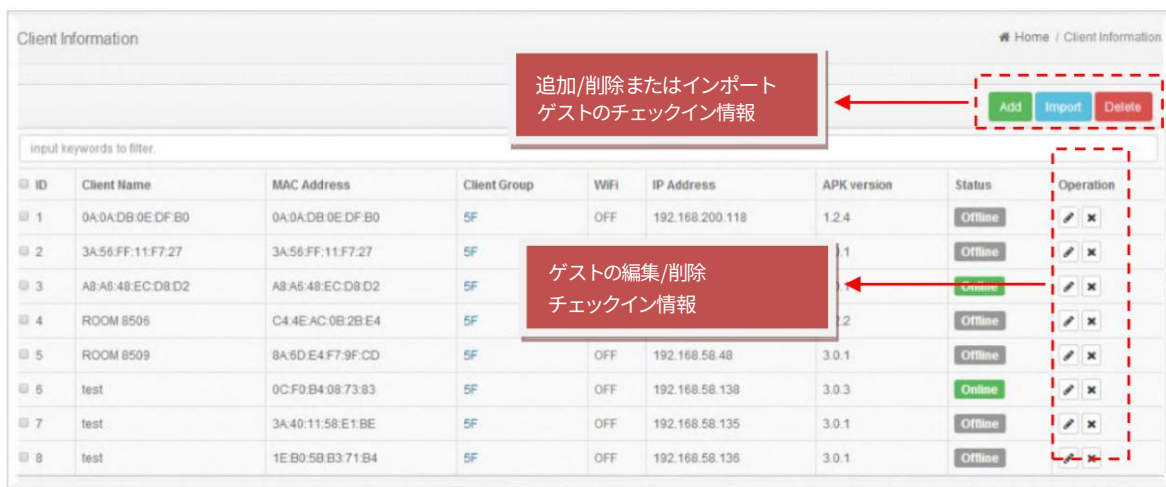 Client Information
Home / Client Information
追加/削除またはインポート
ゲストのチェックイン情報
Add Import Delete
input keywords to filter.
ID Client Name MAC Address Client Group WiFi IP Address APK version Status Operation
1 0A:0A:DB:0E:DF:B0 0A:0A:DB:0E:DF:B0 5F OFF 192.168.200.118 1.2.4 Offline
2 3A:56:FF:11:F7:27 3A:56:FF:11:F7:27 5F Offline
3 A8:A6:48:EC:D8:D2 A8:A6:48:EC:D8:D2 5F Online
ゲストの編集/削除
チェックイン情報
4 ROOM 8506 C4:4E:AC:0B:2B:E4 5F Offline
5 ROOM 8509 8A:6D:E4:F7:9F:CD 5F OFF 192.168.58.48 3.0.1 Offline
6 test 0C:F0:B4:08:73:83 5F OFF 192.168.58.138 3.0.3 Online
7 test 3A:40:11:58:E1:BE 5F OFF 192.168.58.135 3.0.1 Offline
8 test 1E:B0:5B:B3:71:B4 5F OFF 192.168.58.136 3.0.1 Offline